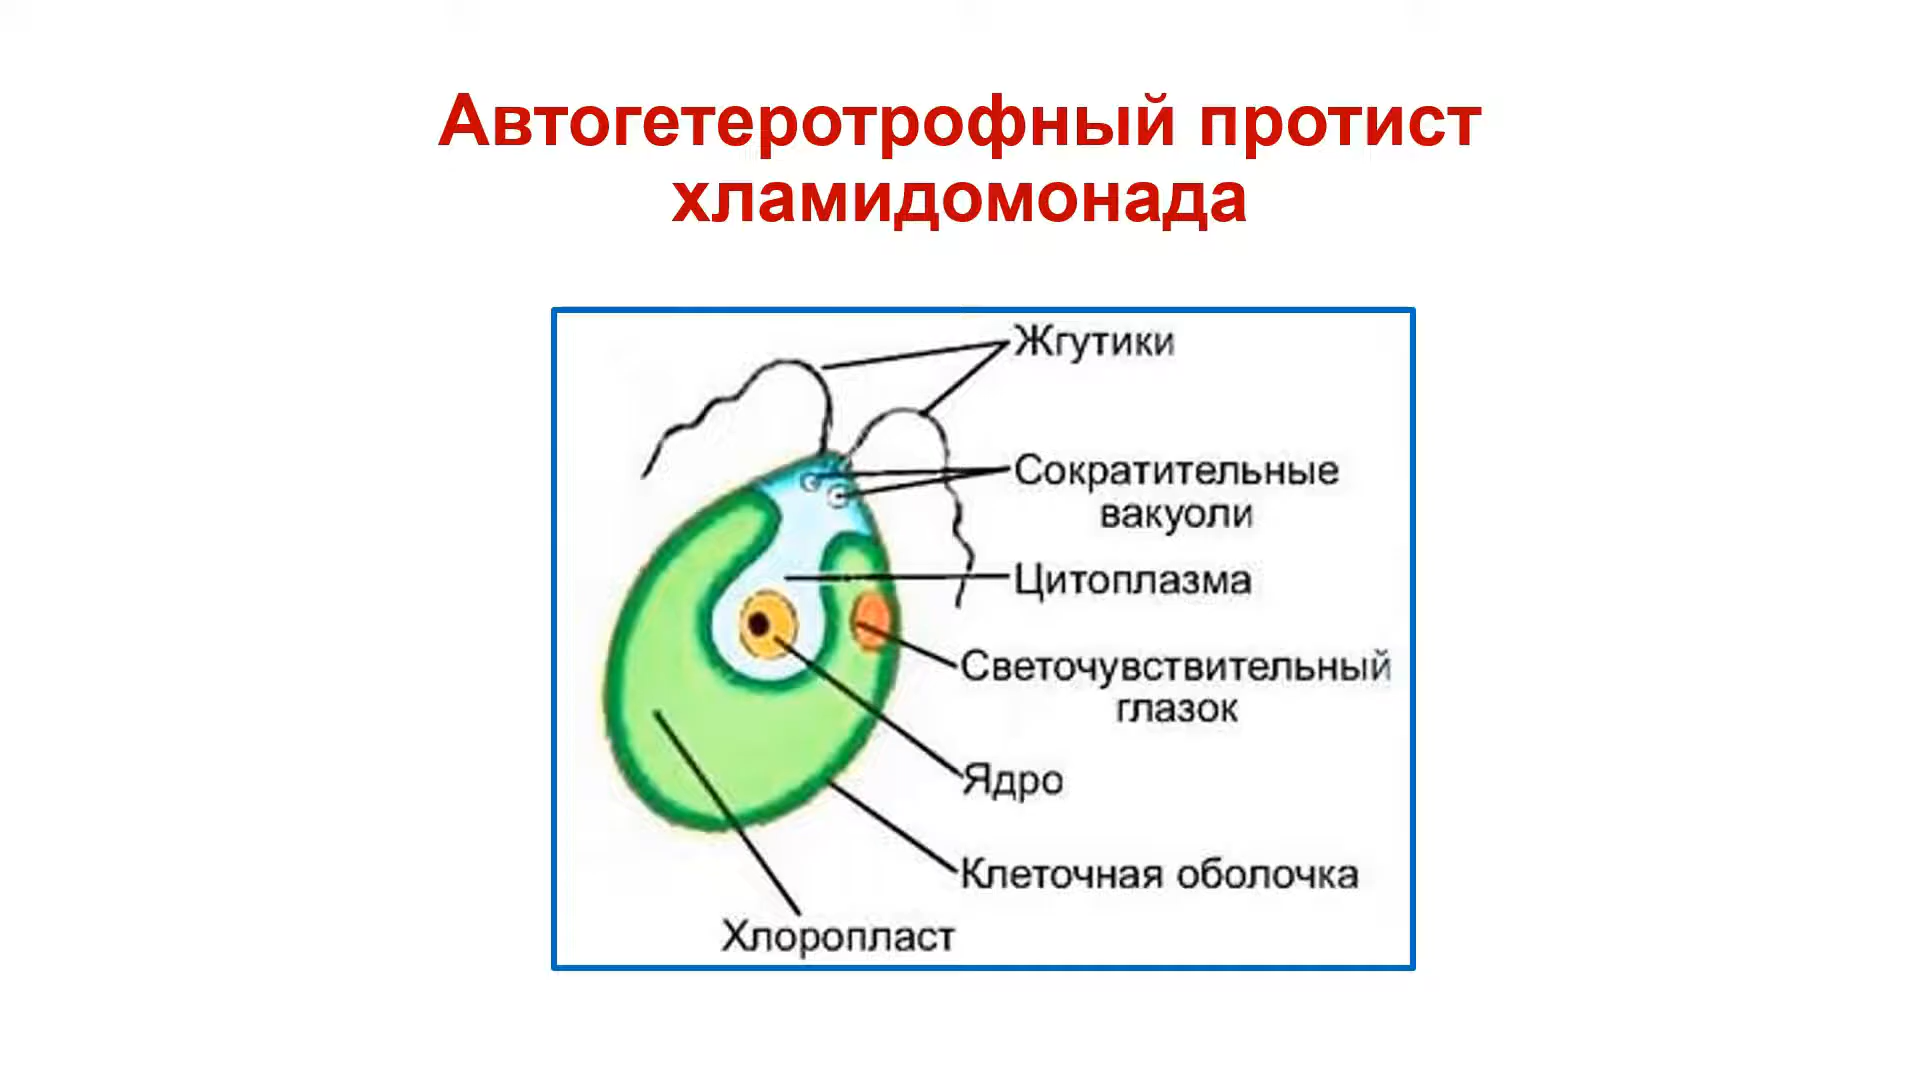 Автогетеротрофный протист
хламидомонада
Жгутики
Сократительные
вакуоли
Цитоплазма
Светочувствительный
глазок
Ядро
Клеточная оболочка
Хлоропласт